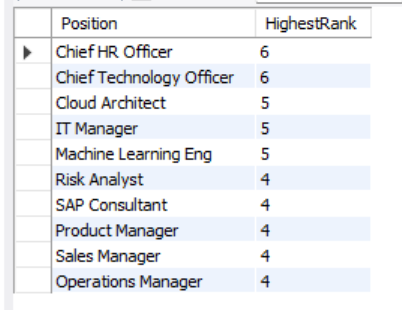 Position HighestRank
Chief HR Officer 6
Chief Technology Officer 6
Cloud Architect 5
IT Manager 5
Machine Learning Eng 5
Risk Analyst 4
SAP Consultant 4
Product Manager 4
Sales Manager 4
Operations Manager 4